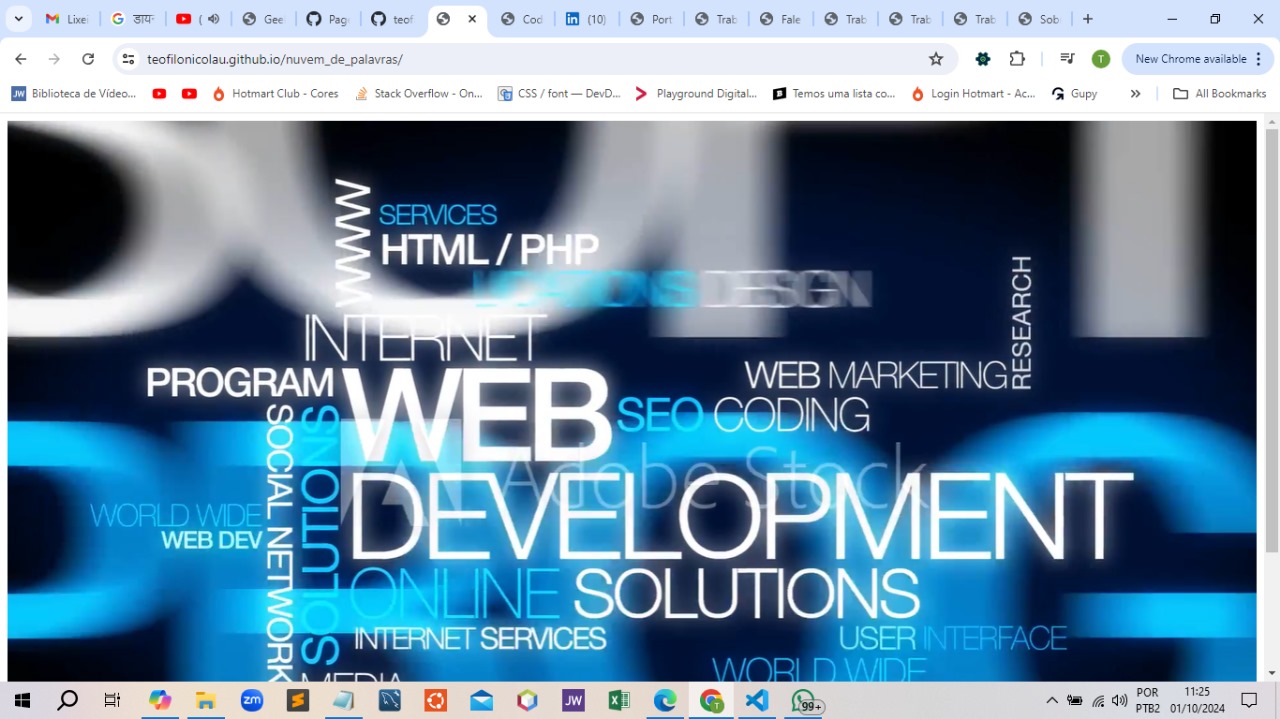 Lixei
डाय
(
Gee
Pag
teof
Cod
(10)
Port
Trab
Fale
Trab
Trab
Trab
Sob
teofilonicolau.github.io/nuvem_de_palavras/
T
New Chrome available
JW Biblioteca de Vídeo...
Hotmart Club - Cores
Stack Overflow - On...
CSS / font — DevD...
Playground Digital...
Temos uma lista co...
Login Hotmart - Ac...
Gupy
»
All Bookmarks
WWW
SERVICES
HTML / PHP
DESIGN
RESEARCH
INTERNET
PROGRAM
WEB
WEB MARKETING
SEO CODING
SOCIAL NETWORK
SOLUTIONS
Adobe Stock
DEVELOPMENT
WORLD WIDE
WEB DEV
ONLINE SOLUTIONS
INTERNET SERVICES
USER INTERFACE
WORLD WIDE
MEDIA
zm
JW
T
99+
POR
PTB2
11:25
01/10/2024